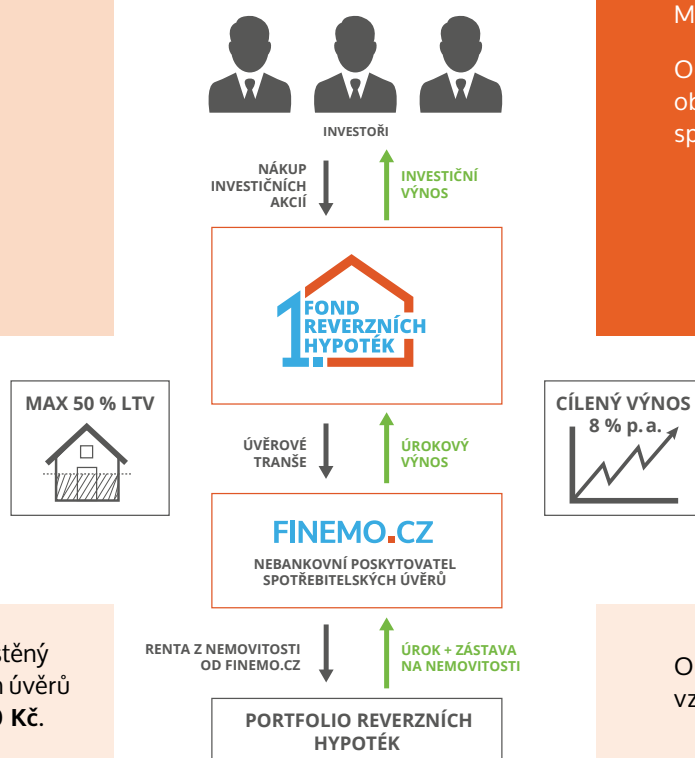 M
O
ob
sp
INVESTOŘI
NÁKUP
INVESTIČNÍCH
AKCIÍ
INVESTIČNÍ
VÝNOS
1.
FOND
REVERZNÍCH
HYPOTÉK
MAX 50 % LTV
CÍLENÝ VÝNOS
8 % p. a.
ÚVĚROVÉ
TRANŠE
ÚROKOVÝ
VÝNOS
FINEMO.CZ
NEBANKOVNÍ POSKYTOVATEL
SPOTŘEBITELSKÝCH ÚVĚRŮ
RENTA Z NEMOVITOSTI
OD FINEMO.CZ
ÚROK + ZÁSTAVA
NA NEMOVITOSTI
stěný
úvěrů
Kč.
O
vz
PORTFOLIO REVERZNÍCH
HYPOTÉK